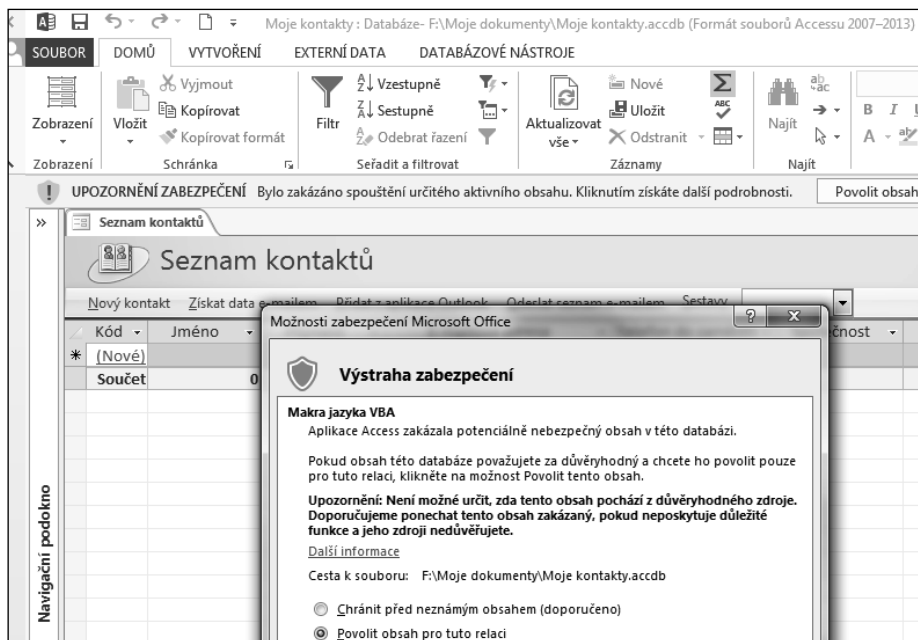 Moje kontakty : Databáze- F:\Moje dokumenty\Moje kontakty.accdb (Formát souborů Accessu 2007–2013)
SOUBOR DOMŮ VYTVOŘENÍ EXTERNÍ DATA DATABÁZOVÉ NÁSTROJE
Zobrazení
Vložit
Vyjmout
Kopírovat
Kopírovat formát
Filtr
Vzestupně
Sestupně
Odebrat řazení
Aktualizovat vše
Nové
Uložit
Odstranit
Najít
B I
A
Zobrazení Schránka Seřadit a filtrovat Záznamy Najít
UPOZORNĚNÍ ZABEZPEČENÍ Bylo zakázáno spouštění určitého aktivního obsahu. Kliknutím získáte další podrobnosti. Povolit obsah
Seznam kontaktů
Seznam kontaktů
Nový kontakt Získat data e-mailem Přidat z aplikace Outlook Odeslat seznam e-mailem Sestavy
Kód Jméno
(Nové)
Součet 0
Navigační podokno
Možnosti zabezpečení Microsoft Office
Výstraha zabezpečení
Makra jazyka VBA
Aplikace Access zakázala potenciálně nebezpečný obsah v této databázi.
Pokud obsah této databáze považujete za důvěryhodný a chcete ho povolit pouze
pro tuto relaci, klikněte na možnost Povolit tento obsah.
Upozornění: Není možné určit, zda tento obsah pochází z důvěryhodného zdroje.
Doporučujeme ponechat tento obsah zakázaný, pokud neposkytuje důležité
funkce a jeho zdroji nedůvěřujete.
Další informace
Cesta k souboru: F:\Moje dokumenty\Moje kontakty.accdb
Chránit před neznámým obsahem (doporučeno)
Povolit obsah pro tuto relaci